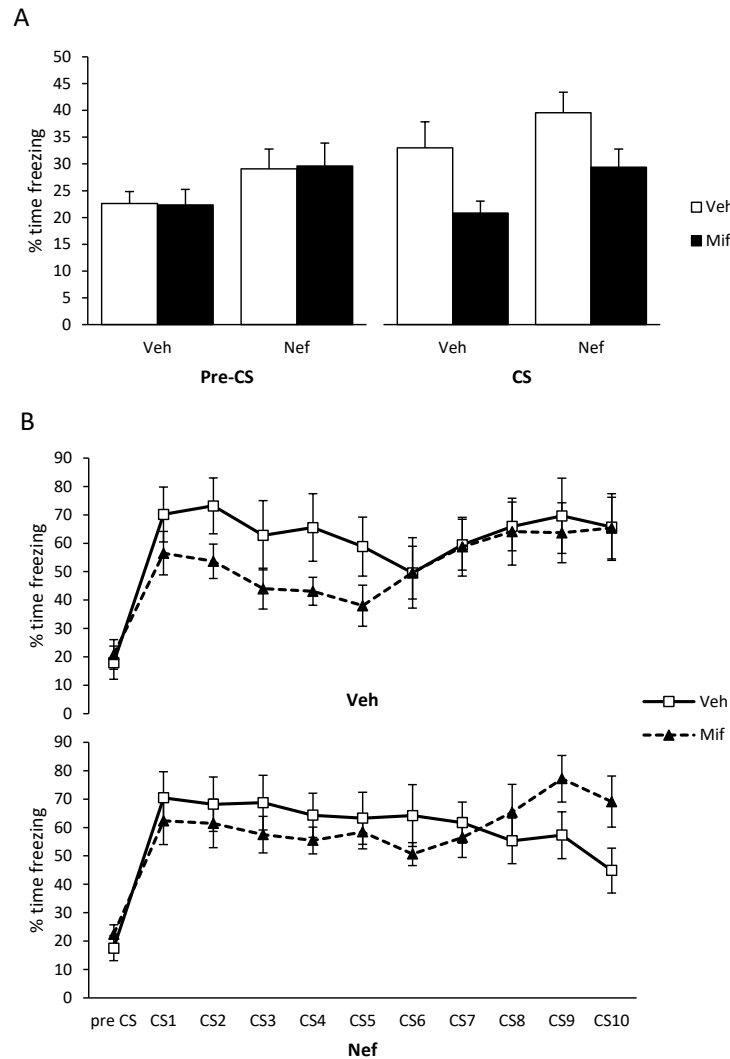 A
50
45
40
35
30
25
20
15
10
5
0
% time freezing
Veh Nef Veh Nef
Pre-CS CS
Veh
Mif
B
90
80
70
60
50
40
30
20
10
0
% time freezing
Veh
90
80
70
60
50
40
30
20
10
0
% time freezing
Veh
Mif
pre CS CS1 CS2 CS3 CS4 CS5 CS6 CS7 CS8 CS9 CS10
Nef